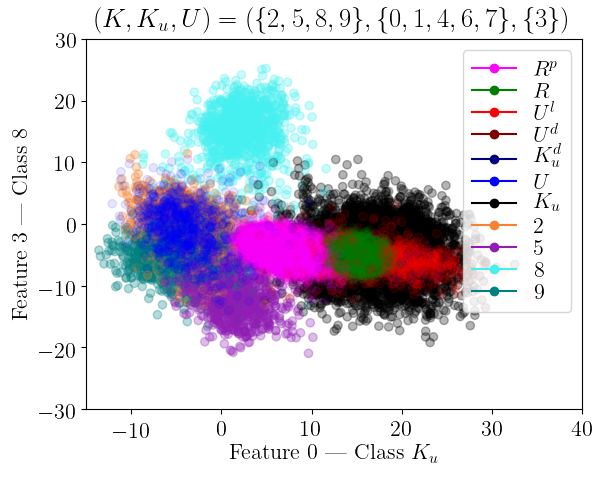 (K, K_u, U) = ({2, 5, 8, 9}, {0, 1, 4, 6, 7}, {3})
30
20
10
0
−10
−20
−30
Feature 3 — Class 8
R^p
R
U^l
U^d
K_u^d
U
K_u
2
5
8
9
−10 0 10 20 30 40
Feature 0 — Class K_u